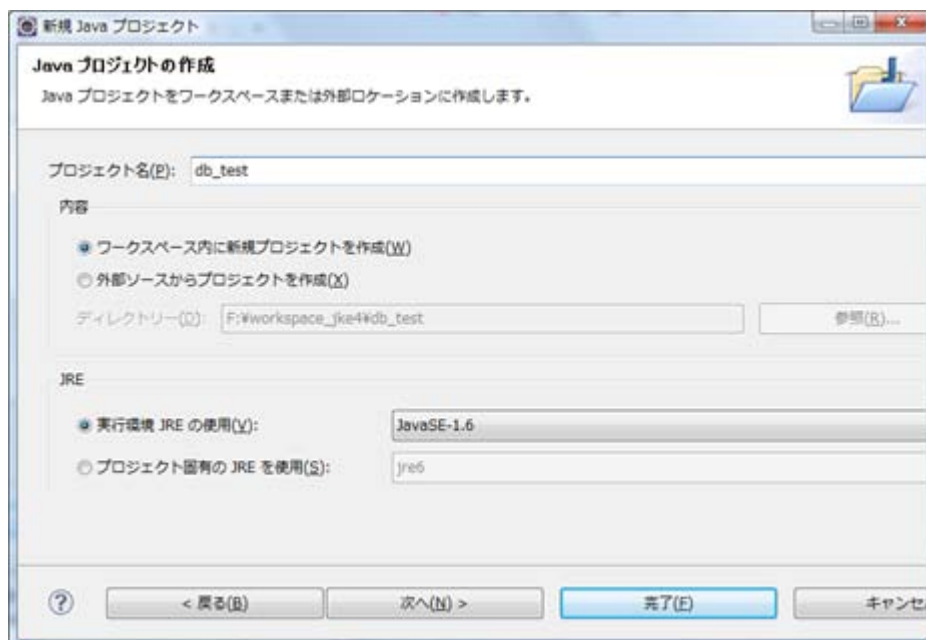 新規 Java プロジェクト
Java プロジェクトの作成
Java プロジェクトをワークスペースまたは外部ロケーションに作成します。
プロジェクト名(P): db_test
内容
ワークスペース内に新規プロジェクトを作成(W)
外部ソースからプロジェクトを作成(X)
ディレクトリー(D): F:¥workspace_jke4¥db_test 参照(R)...
JRE
実行環境 JRE の使用(V): JavaSE-1.6
プロジェクト固有の JRE を使用(S): jre6
? < 戻る(B) 次へ(N) > 完了(F) キャンセ